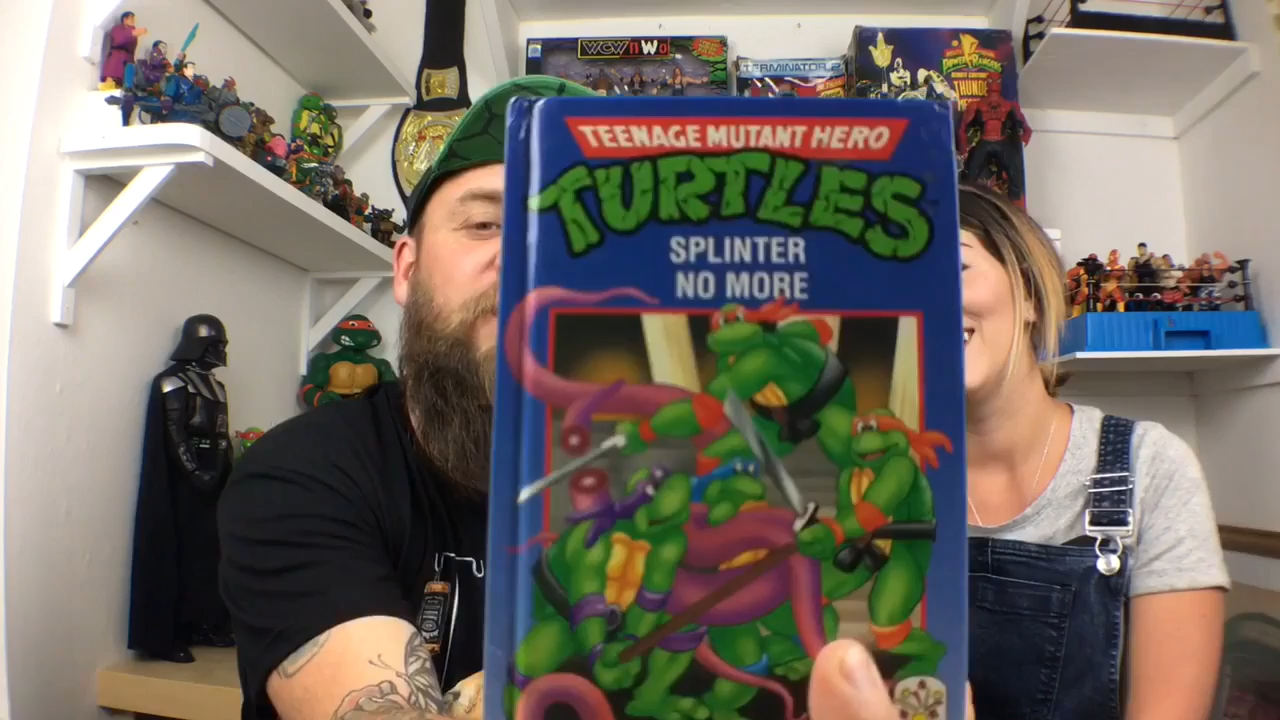 WCW nWo
TERMINATOR 2
POWER RANGERS
TEENAGE MUTANT HERO
TURTLES
SPLINTER
NO MORE